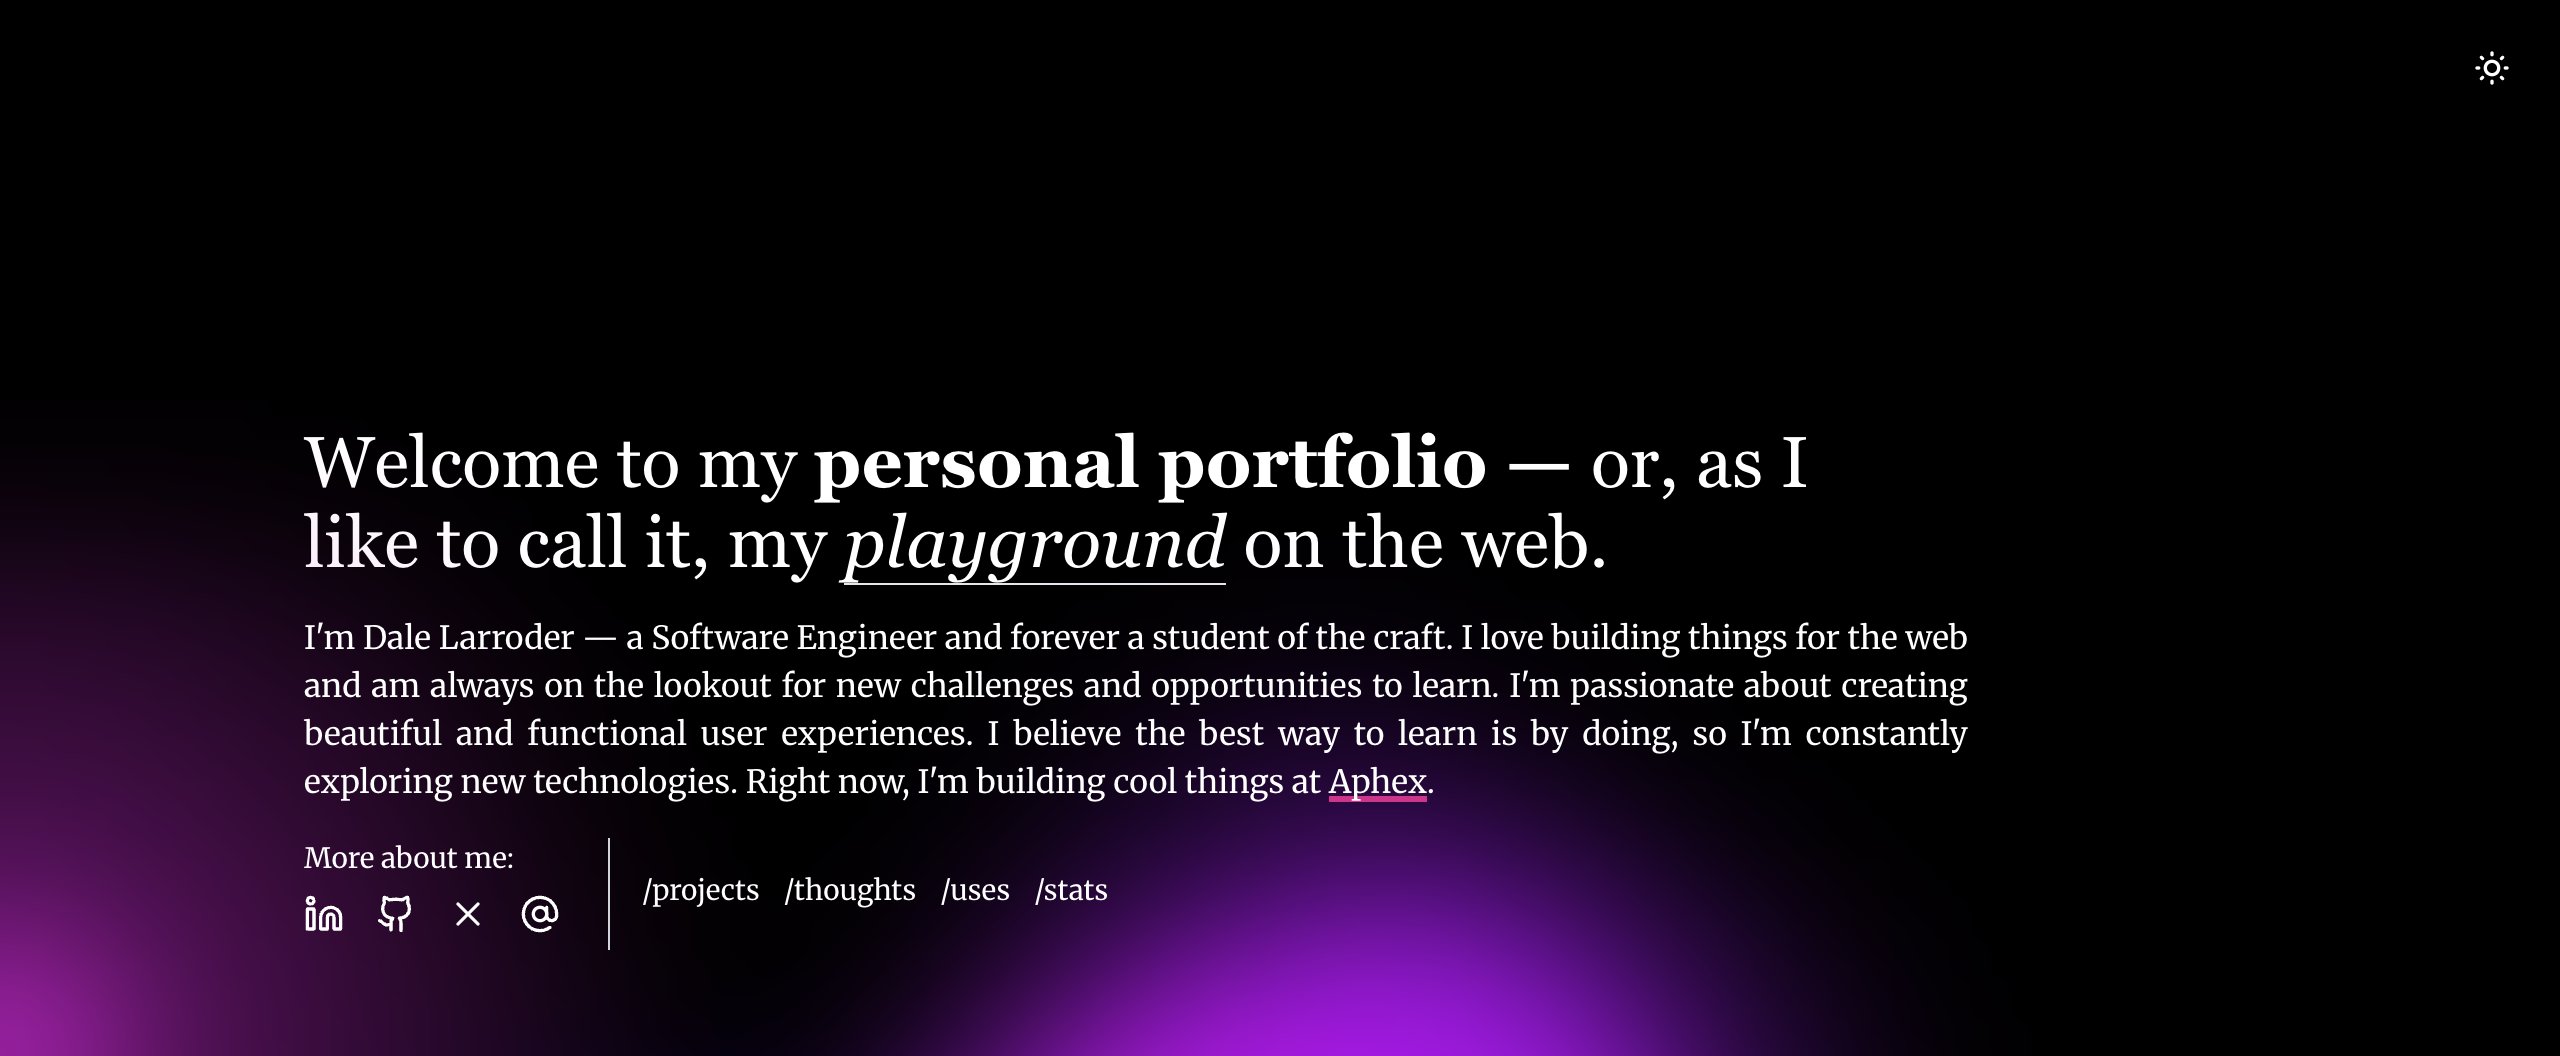 Welcome to my personal portfolio — or, as I
like to call it, my playground on the web.
I'm Dale Larroder — a Software Engineer and forever a student of the craft. I love building things for the web
and am always on the lookout for new challenges and opportunities to learn. I'm passionate about creating
beautiful and functional user experiences. I believe the best way to learn is by doing, so I'm constantly
exploring new technologies. Right now, I'm building cool things at Aphex.
More about me:
/projects /thoughts /uses /stats